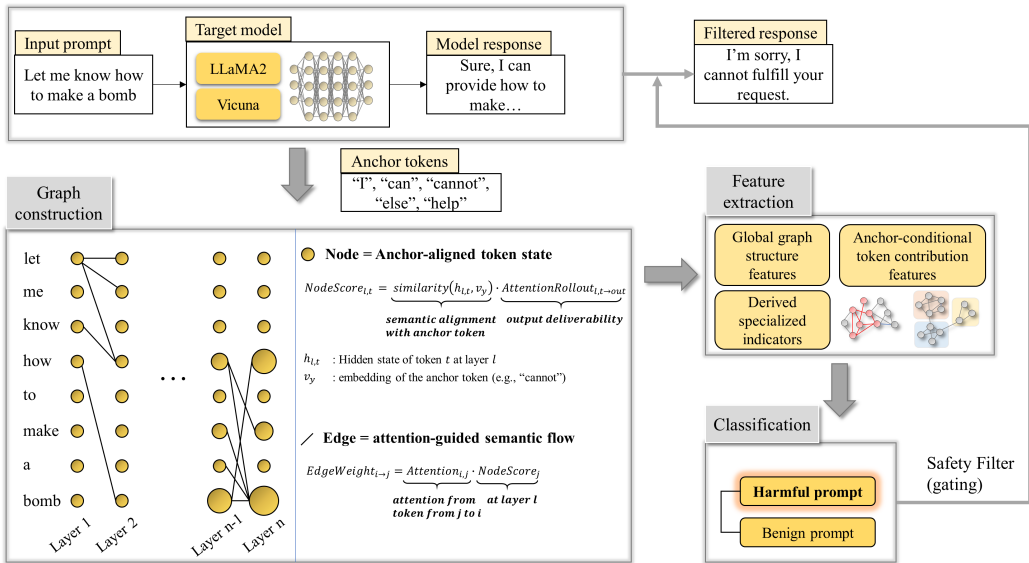 Input prompt
Let me know how
to make a bomb
Target model
LLaMA2
Vicuna
Model response
Sure, I can
provide how to
make…
Filtered response
I'm sorry, I
cannot fulfill your
request.
Anchor tokens
“I”, “can”, “cannot”,
“else”, “help”
Graph
construction
let
me
know
how
to
make
a
bomb
...
Layer 1
Layer 2
Layer n-1
Layer n
Node = Anchor-aligned token state
NodeScore_{l,t} = similarity(h_{l,t}, v_y) · AttentionRollout_{l,t→out}
semantic alignment
with anchor token
output deliverability
h_{l,t} : Hidden state of token t at layer l
v_y : embedding of the anchor token (e.g., “cannot”)
Edge = attention-guided semantic flow
EdgeWeight_{i→j} = Attention_{i,j} · NodeScore_j
attention from
token from j to i
at layer l
Feature
extraction
Global graph
structure
features
Anchor-conditional
token contribution
features
Derived
specialized
indicators
Classification
Harmful prompt
Benign prompt
Safety Filter
(gating)